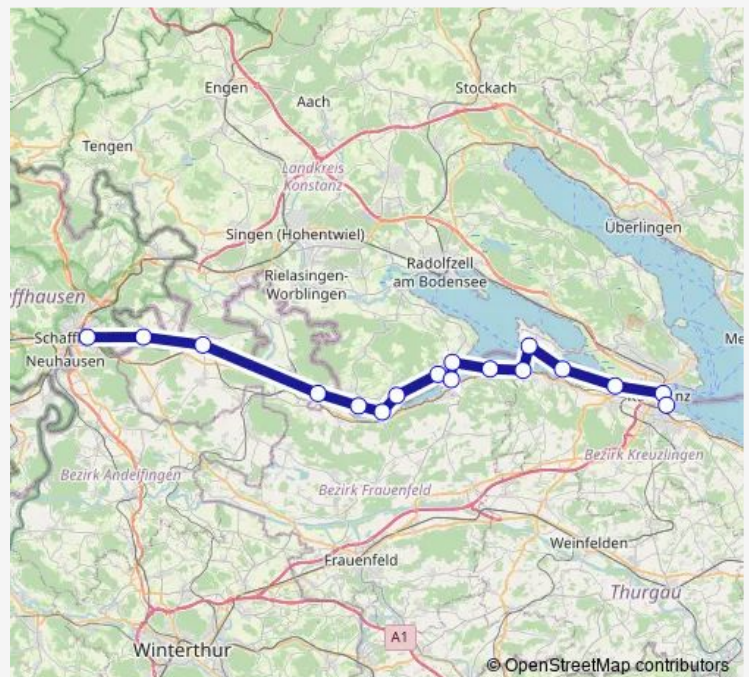 Engen
Aach
Stockach
Tengen
Landkreis
Konstanz
Überlingen
Singen (Hohentwiel)
Radolfzell
am Bodensee
Rielasingen-
Worblingen
affhausen
Schaff
Neuhausen
Me
nz
Bezirk Kreuzlingen
Bezirk Andelfingen
Bezirk Frauenfeld
Weinfelden
Frauenfeld
Thurgau
A1
Winterthur
© OpenStreetMap contributors